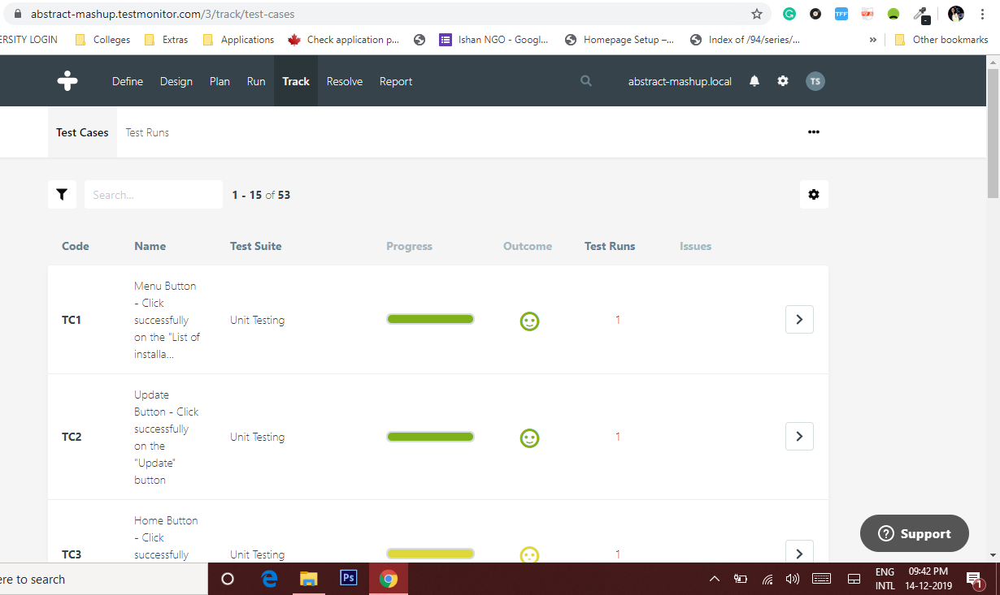 abstract-mashup.testmonitor.com/3/track/test-cases
TFF
ERSITY LOGIN Colleges Extras Applications Check application p... Ishan NGO - Googl... Homepage Setup –... Index of /94/series/... » Other bookmarks
Define Design Plan Run Track Resolve Report abstract-mashup.local TS
Test Cases Test Runs
Search... 1 - 15 of 53
Code Name Test Suite Progress Outcome Test Runs Issues
Menu Button
- Click
successfully
on the "List of
installa...
TC1 Unit Testing 1
Update
Button - Click
successfully
on the
"Update"
button
TC2 Unit Testing 1
Home Button
- Click
successfully
TC3 Unit Testing 1
Support
ere to search
Ps
ENG
INTL
09:42 PM
14-12-2019
1